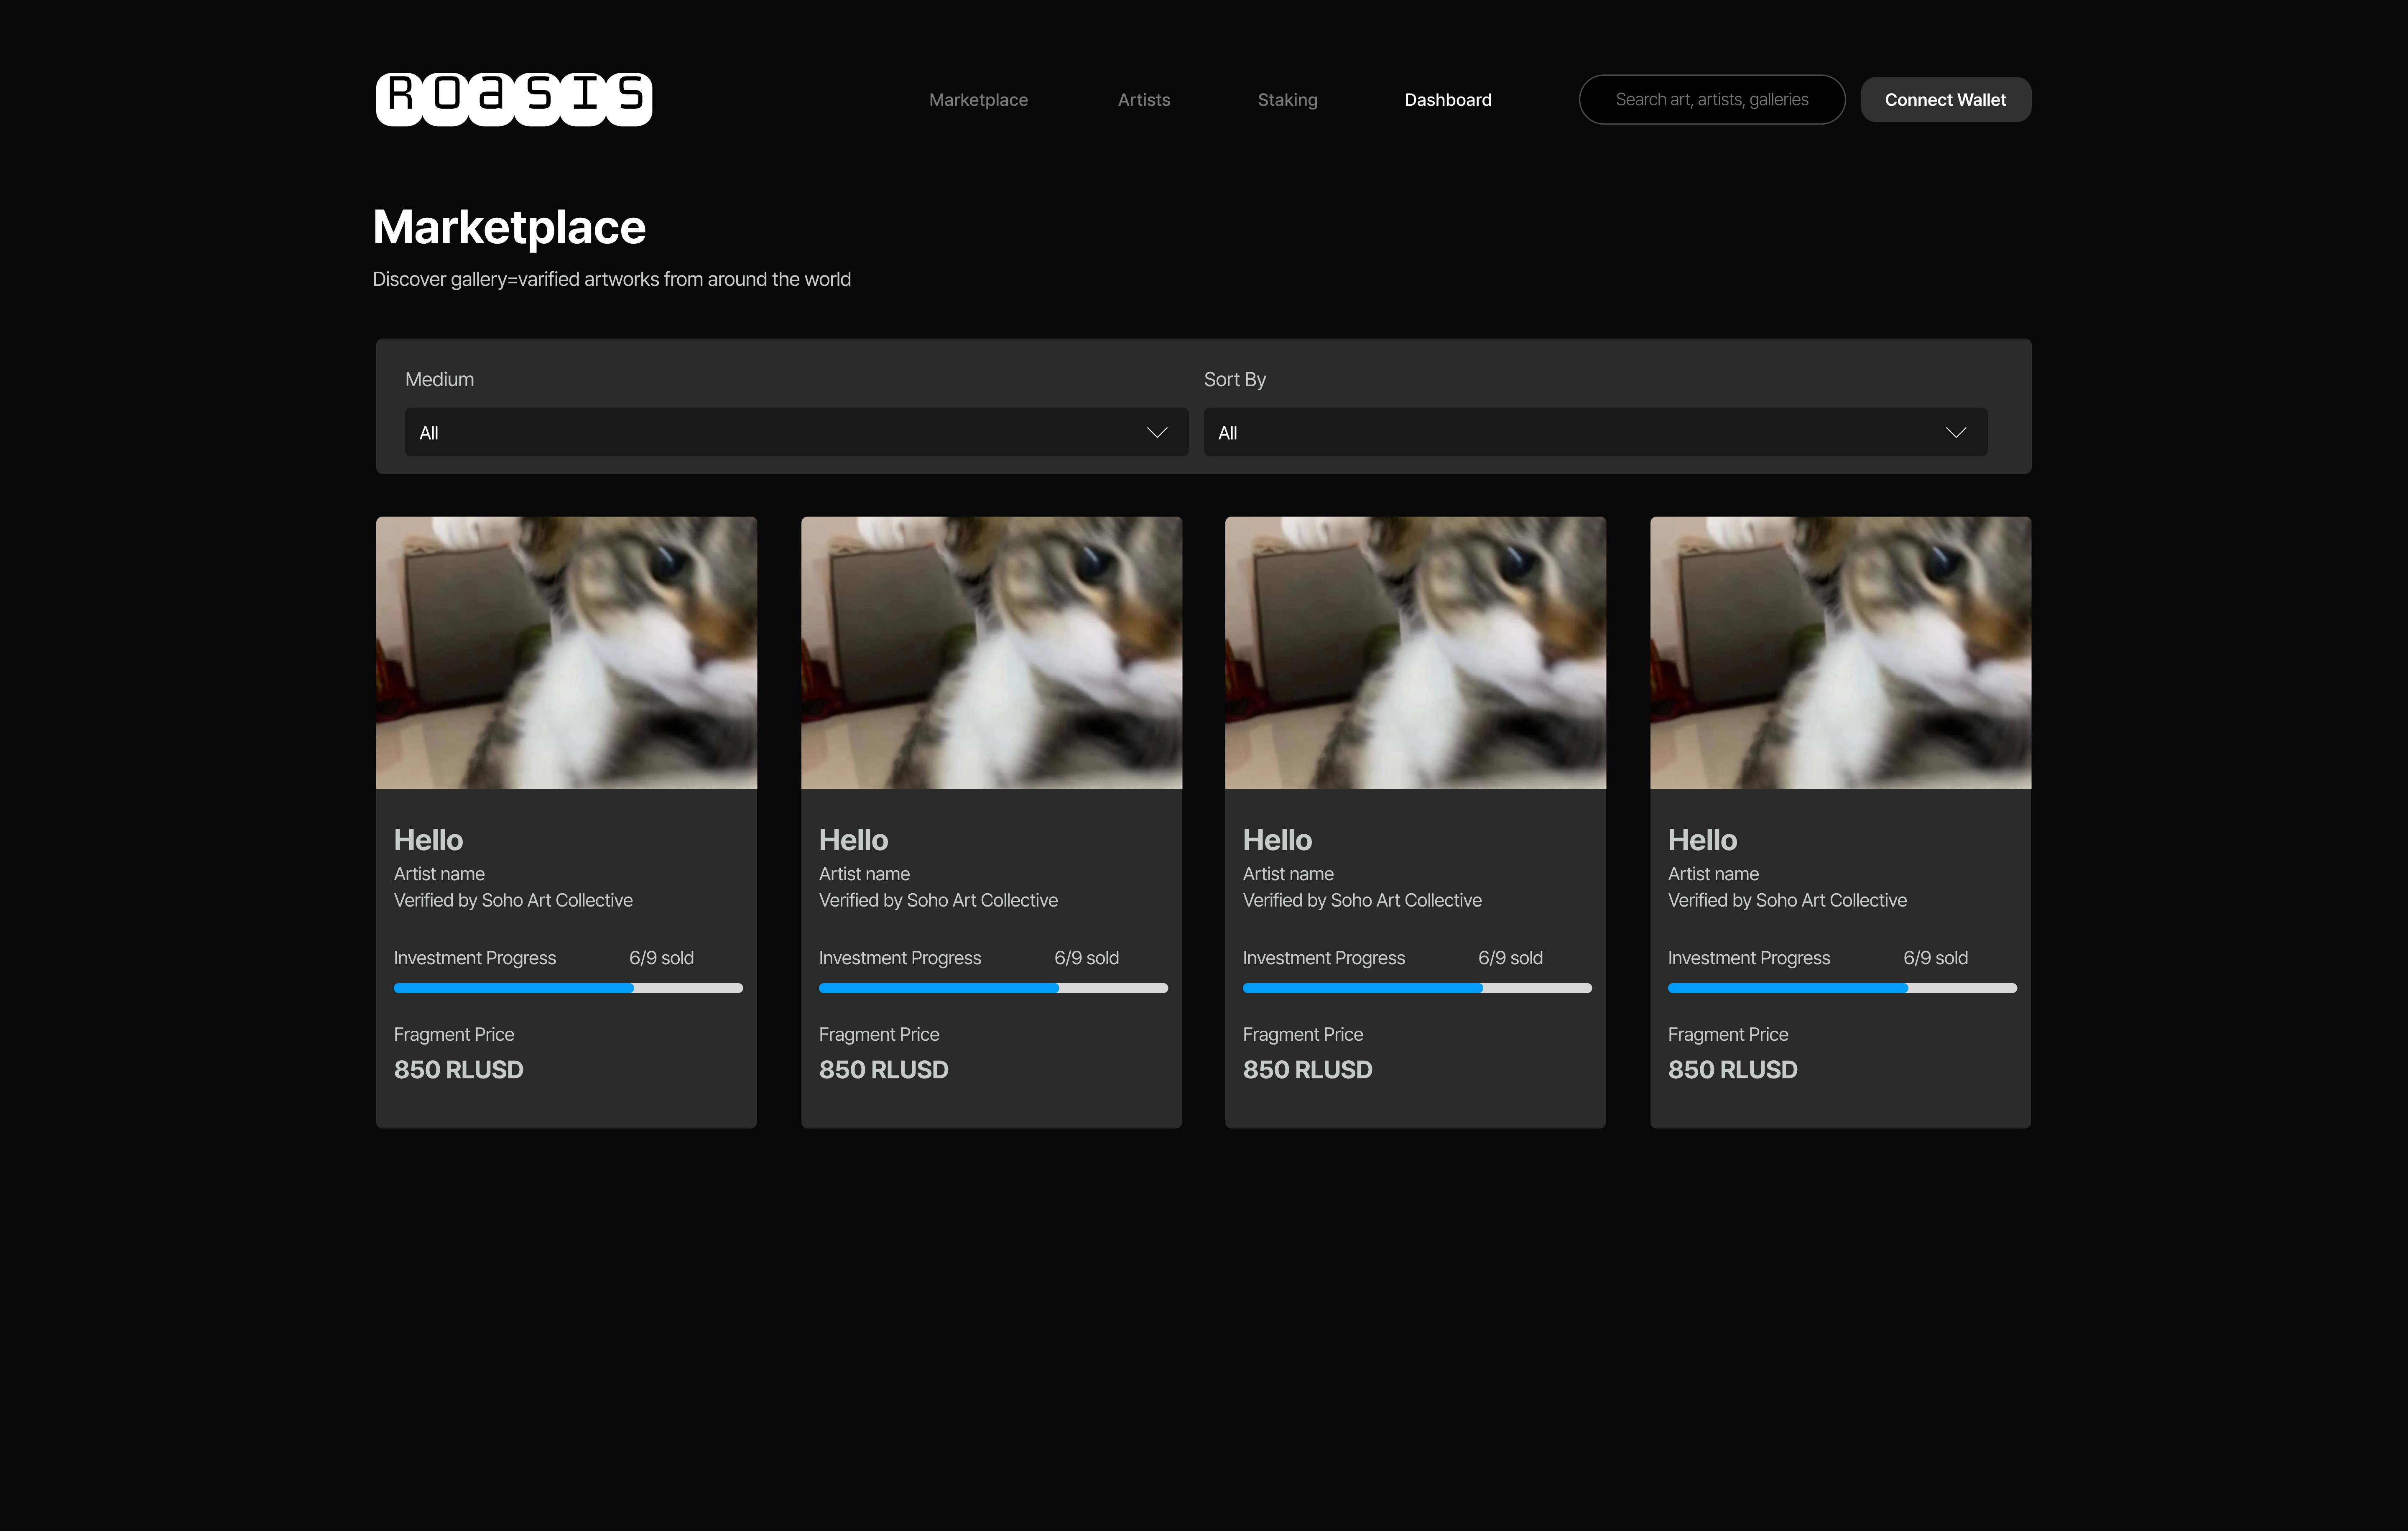 ROaSIS
Marketplace Artists Staking Dashboard Search art, artists, galleries Connect Wallet
Marketplace
Discover gallery=varified artworks from around the world
Medium Sort By
All All
Hello Hello Hello Hello
Artist name Artist name Artist name Artist name
Verified by Soho Art Collective Verified by Soho Art Collective Verified by Soho Art Collective Verified by Soho Art Collective
Investment Progress 6/9 sold Investment Progress 6/9 sold Investment Progress 6/9 sold Investment Progress 6/9 sold
Fragment Price Fragment Price Fragment Price Fragment Price
850 RLUSD 850 RLUSD 850 RLUSD 850 RLUSD